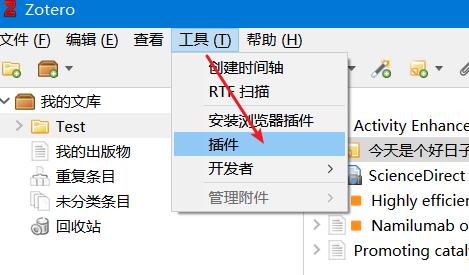 Zotero
文件 (F) 编辑 (E) 查看 工具 (T) 帮助 (H)
创建时间轴
RTF 扫描
安装浏览器插件
插件
开发者
管理附件
我的文库
Test
我的出版物
重复条目
未分类条目
回收站
Activity Enhance
今天是个好日子
ScienceDirect
Highly efficien
Namilumab o
Promoting catal